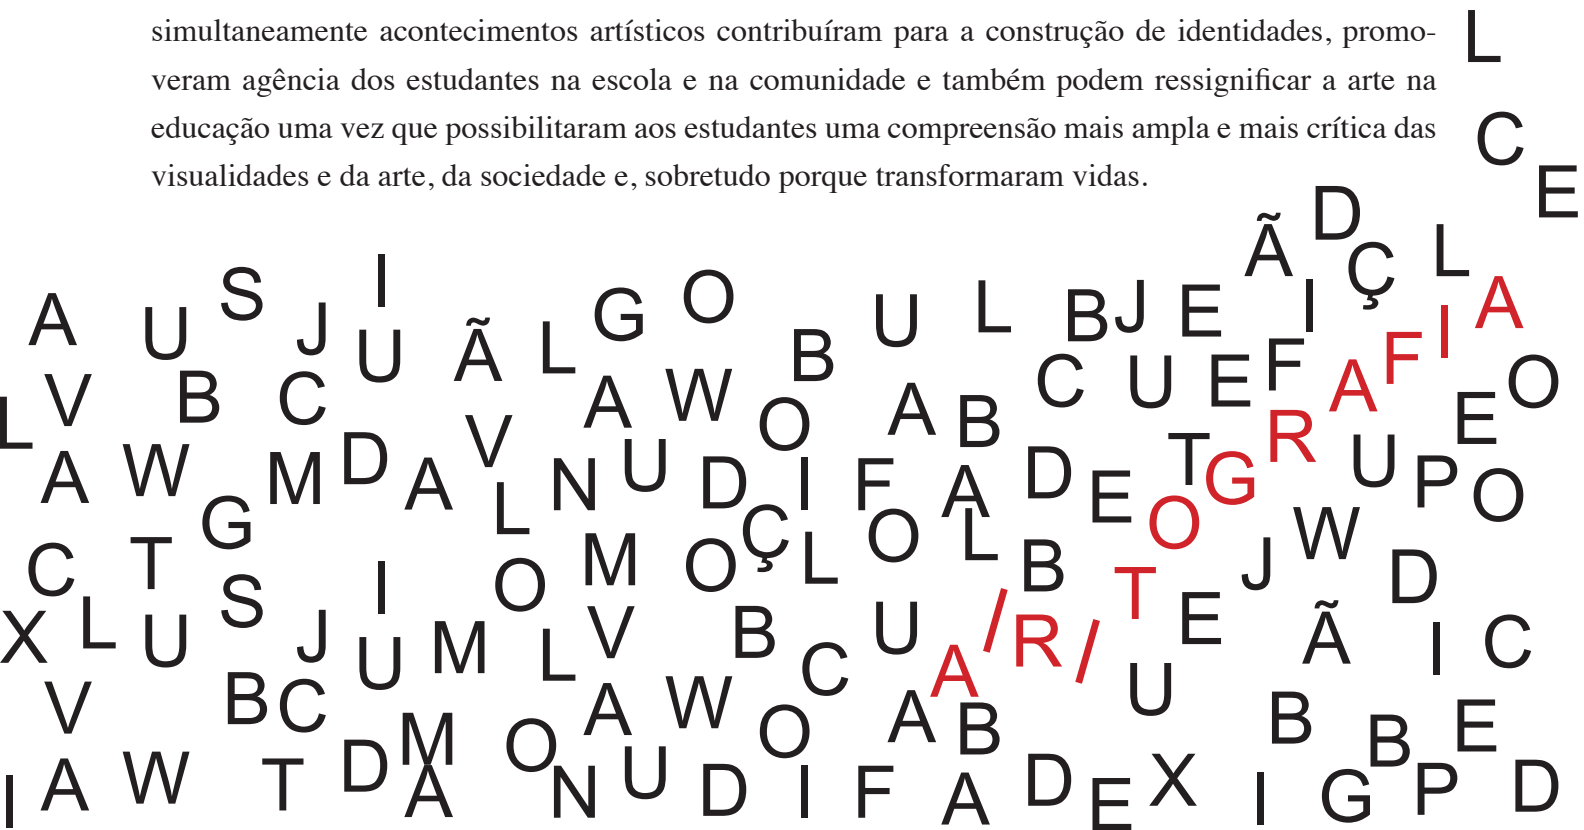 simultaneamente acontecimentos artísticos contribuíram para a construção de identidades, promo-
veram agência dos estudantes na escola e na comunidade e também podem ressignificar a arte na
educação uma vez que possibilitaram aos estudantes uma compreensão mais ampla e mais crítica das
visualidades e da arte, da sociedade e, sobretudo porque transformaram vidas.
L
C
E
D
Ã Ç L
A U S J I U Ã L G O B U L B J E I
L V B C V A W O A B C U E F E O
A W G M D A L N U D Ç I F A D E T U P O
C T S I O M O L O L B J W D
X L U J U M L V B C U E Ã I C
V B C M O A W O A B U B B E
I A W T D A N U D I F A D E X I G P D
A/R/TOGRAFIA